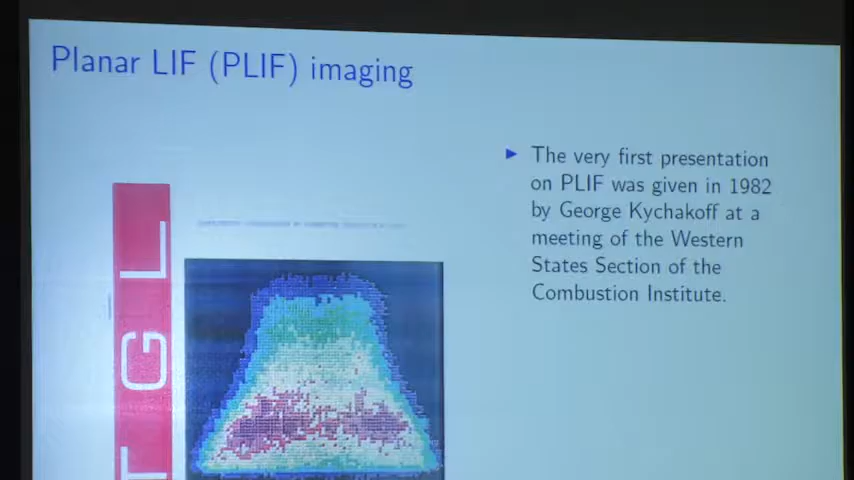 Planar LIF (PLIF) imaging
The very first presentation
on PLIF was given in 1982
by George Kychakoff at a
meeting of the Western
States Section of the
Combustion Institute.
T G L